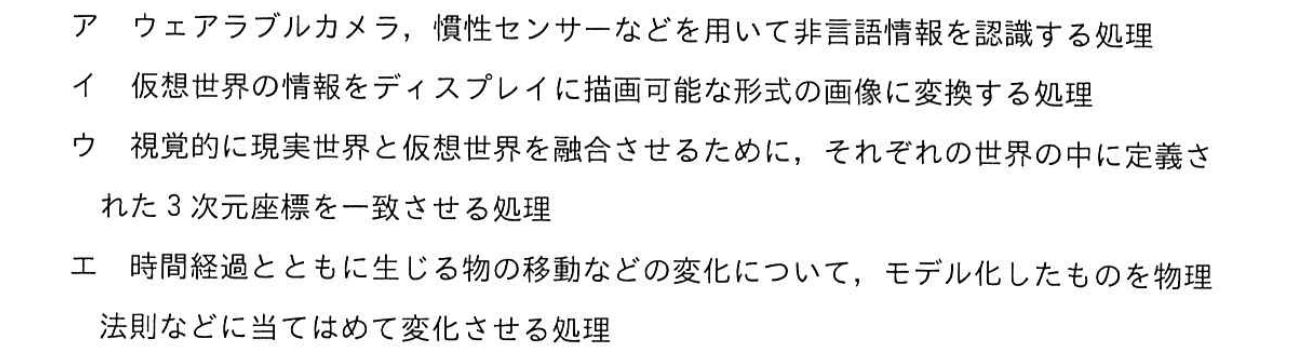 ア　ウェアラブルカメラ，慣性センサーなどを用いて非言語情報を認識する処理
イ　仮想世界の情報をディスプレイに描画可能な形式の画像に変換する処理
ウ　視覚的に現実世界と仮想世界を融合させるために，それぞれの世界の中に定義さ
れた3次元座標を一致させる処理
エ　時間経過とともに生じる物の移動などの変化について，モデル化したものを物理
法則などに当てはめて変化させる処理